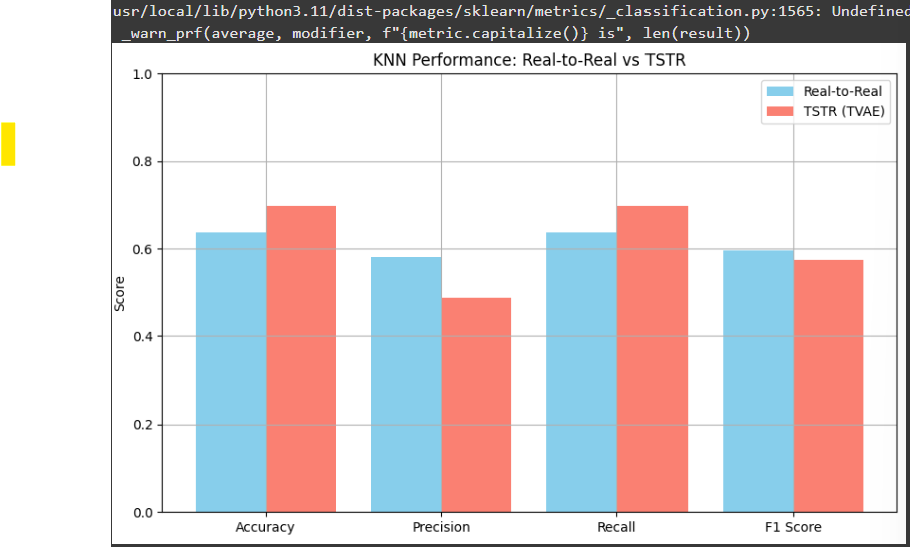 usr/local/lib/python3.11/dist-packages/sklearn/metrics/_classification.py:1565: Undefined
_warn_prf(average, modifier, f"{metric.capitalize()} is", len(result))
KNN Performance: Real-to-Real vs TSTR
1.0
Real-to-Real
TSTR (TVAE)
0.8
0.6
Score
0.4
0.2
0.0
Accuracy Precision Recall F1 Score